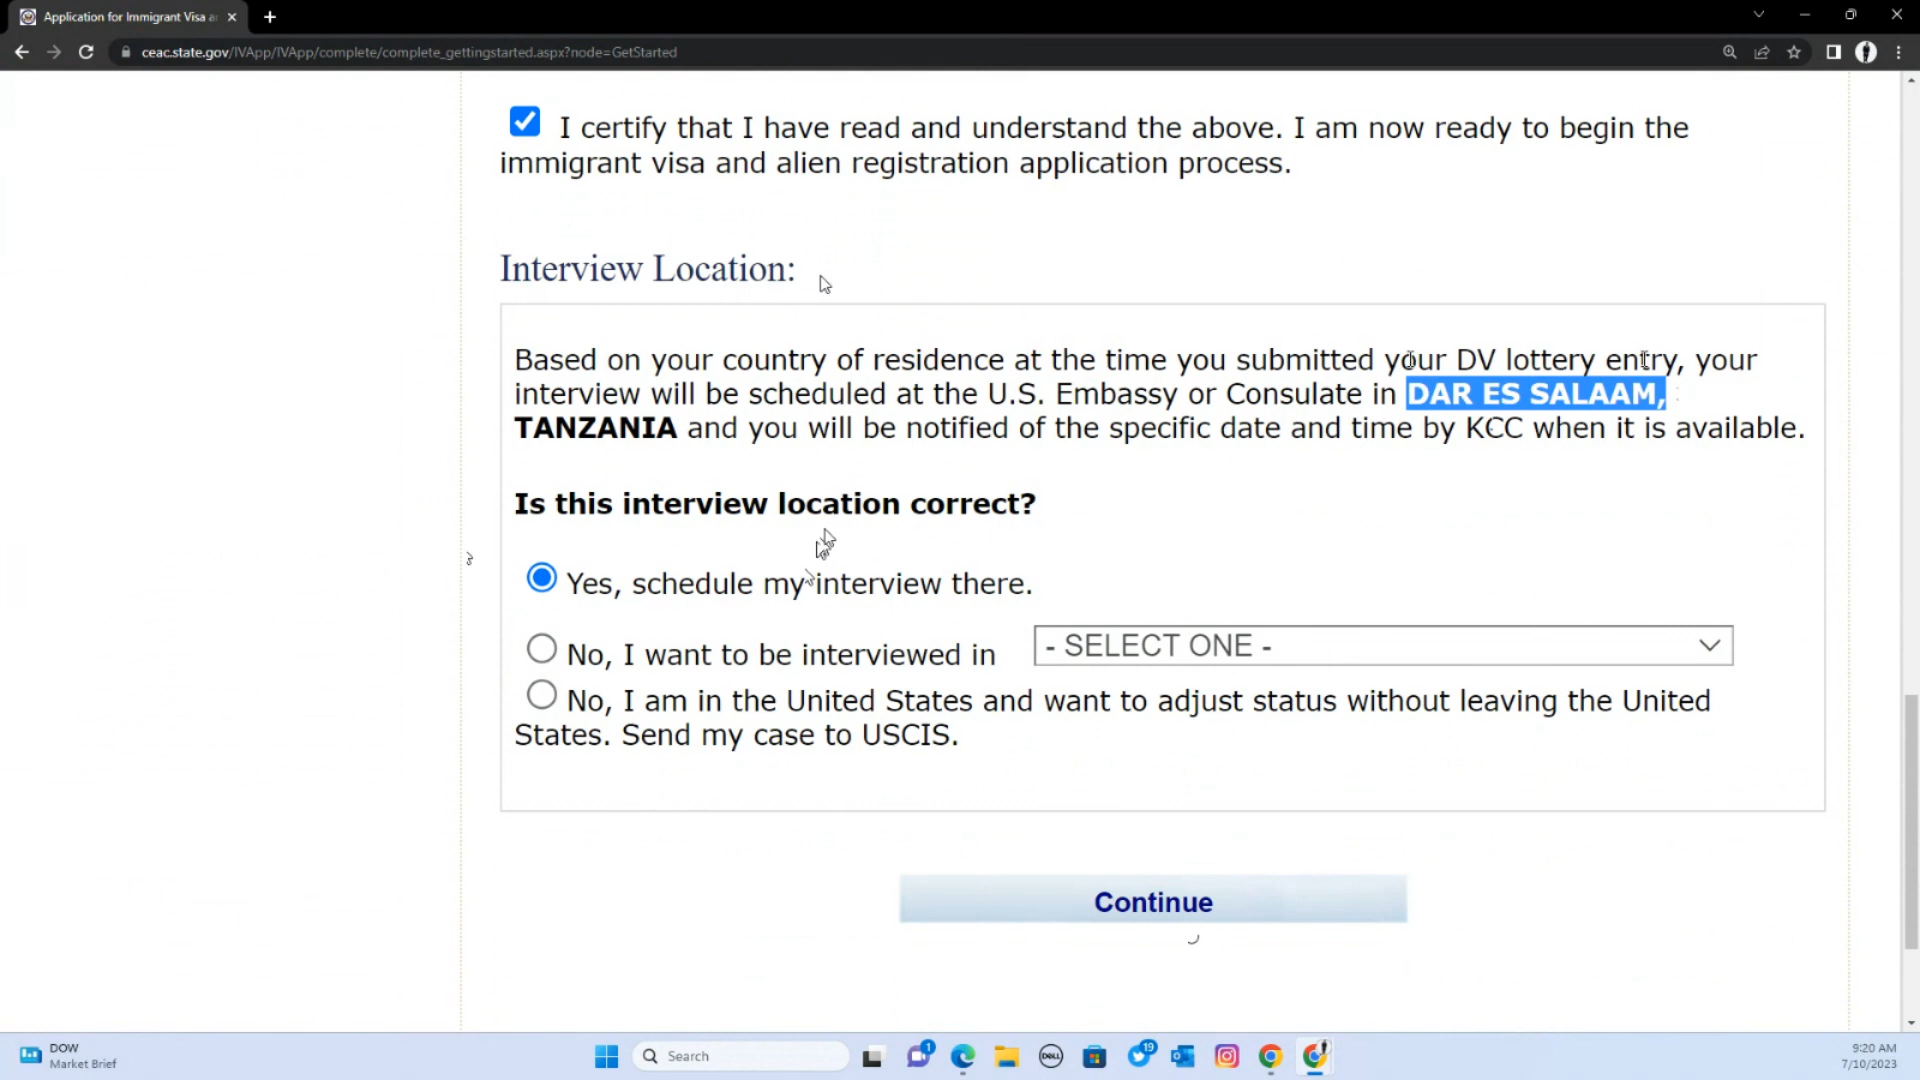 Application for Immigrant Visa a
ceac.state.gov/IVApp/IVApp/complete/complete_gettingstarted.aspx?node=GetStarted
I certify that I have read and understand the above. I am now ready to begin the
immigrant visa and alien registration application process.
Interview Location:
Based on your country of residence at the time you submitted your DV lottery entry, your
interview will be scheduled at the U.S. Embassy or Consulate in DAR ES SALAAM,
TANZANIA and you will be notified of the specific date and time by KCC when it is available.
Is this interview location correct?
Yes, schedule my interview there.
No, I want to be interviewed in - SELECT ONE -
No, I am in the United States and want to adjust status without leaving the United
States. Send my case to USCIS.
Continue
DOW
Market Brief
Search
1
DELL
19
9:20 AM
7/10/2023